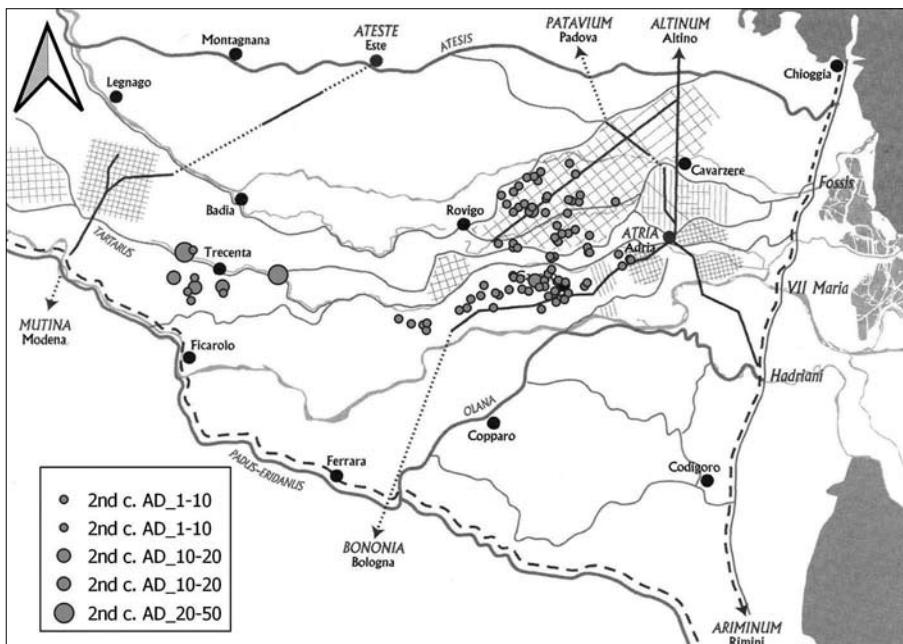 PATAVIUM
Padova
ALTINUM
Altino
ATESTE
Este
Montagnana
ATESIS
Chioggia
Legnago
Cavarzere
Fossis
Badia
Rovigo
ATRIA
Adria
TARTARUS
Trecenta
VII Maria
MUTINA
Modena
Ficarolo
Hadriani
OLANA
Copparo
Ferrara
Codigoro
PADUS-ERIDANUS
BONONIA
Bologna
ARIMINUM
Rimini
2nd c. AD_1-10
2nd c. AD_1-10
2nd c. AD_10-20
2nd c. AD_10-20
2nd c. AD_20-50